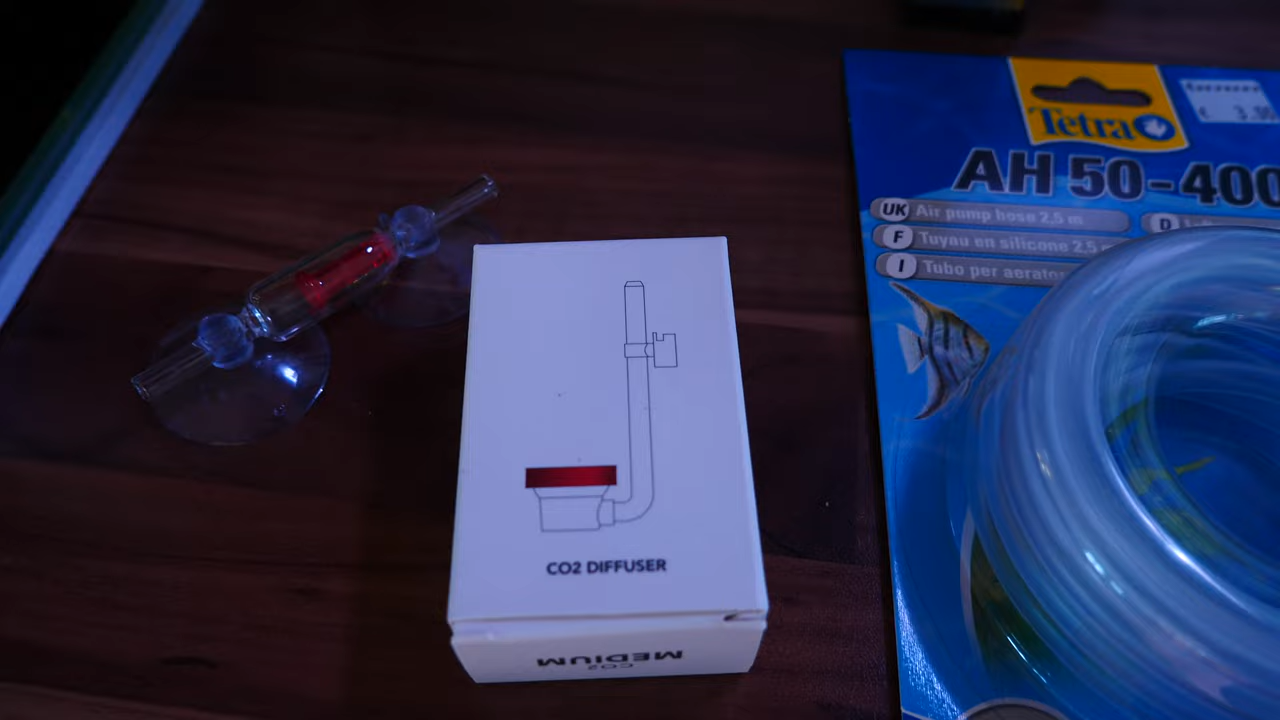 Tetra
AH 50-400
UK Air pump hose 2.5 m
D
F Tuyau en silicone 2.5
I Tubo per aerator
CO2 DIFFUSER
CO2
MEDIUM